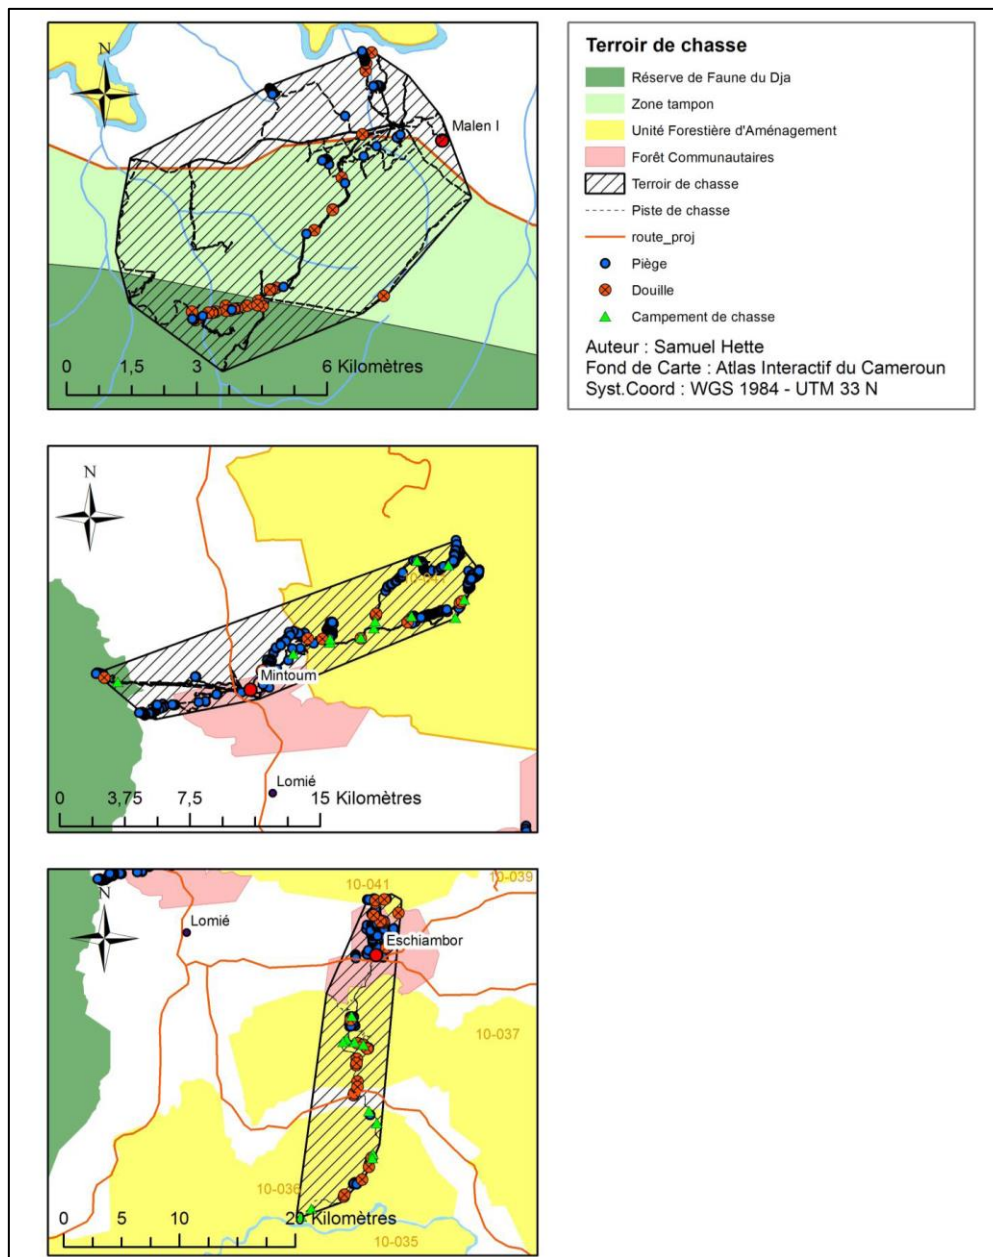 N
Malen I
0 1,5 3 6 Kilomètres
Terroir de chasse
Réserve de Faune du Dja
Zone tampon
Unité Forestière d'Aménagement
Forêt Communautaires
Terroir de chasse
Piste de chasse
route_proj
Piège
Douille
Campement de chasse
Auteur : Samuel Hette
Fond de Carte : Atlas Interactif du Cameroun
Syst.Coord : WGS 1984 - UTM 33 N
N
10-041
Mintoum
Lomié
0 3,75 7,5 15 Kilomètres
N
10-041
10-039
Lomié
Eschiambor
10-037
10-036
0 5 10 20 Kilomètres
10-035